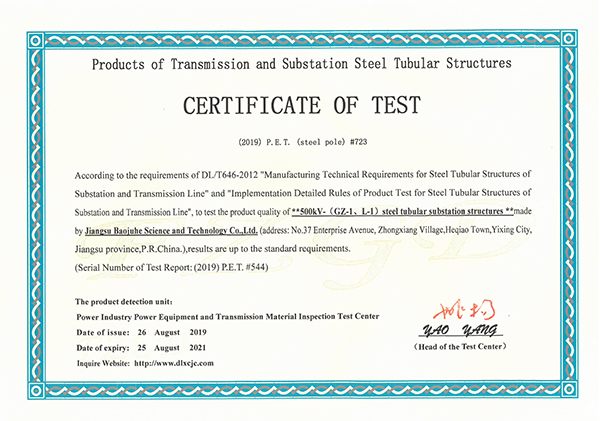 Products of Transmission and Substation Steel Tubular Structures
CERTIFICATE OF TEST
(2019) P.E.T. (steel pole) #723
According to the requirements of DL/T646-2012 "Manufacturing Technical Requirements for Steel Tubular Structures of
Substation and Transmission Line" and "Implementation Detailed Rules of Product Test for Steel Tubular Structures of
Substation and Transmission Line", to test the product quality of **500kV-（GZ-1、L-1）steel tubular substation structures **made
by Jiangsu Baojuhe Science and Technology Co.,Ltd. (address: No.37 Enterprise Avenue, Zhongxiang Village,Heqiao Town,Yixing City,
Jiangsu province,P.R.China.),results are up to the standard requirements.
(Serial Number of Test Report: (2019) P.E.T. #544)
The product detection unit:
Power Industry Power Equipment and Transmission Material Inspection Test Center
Date of issue: 26 August 2019
Date of expiry: 25 August 2021
Inquire Website: http://www.dlxcjc.com
YAO YANG
(Head of the Test Center)